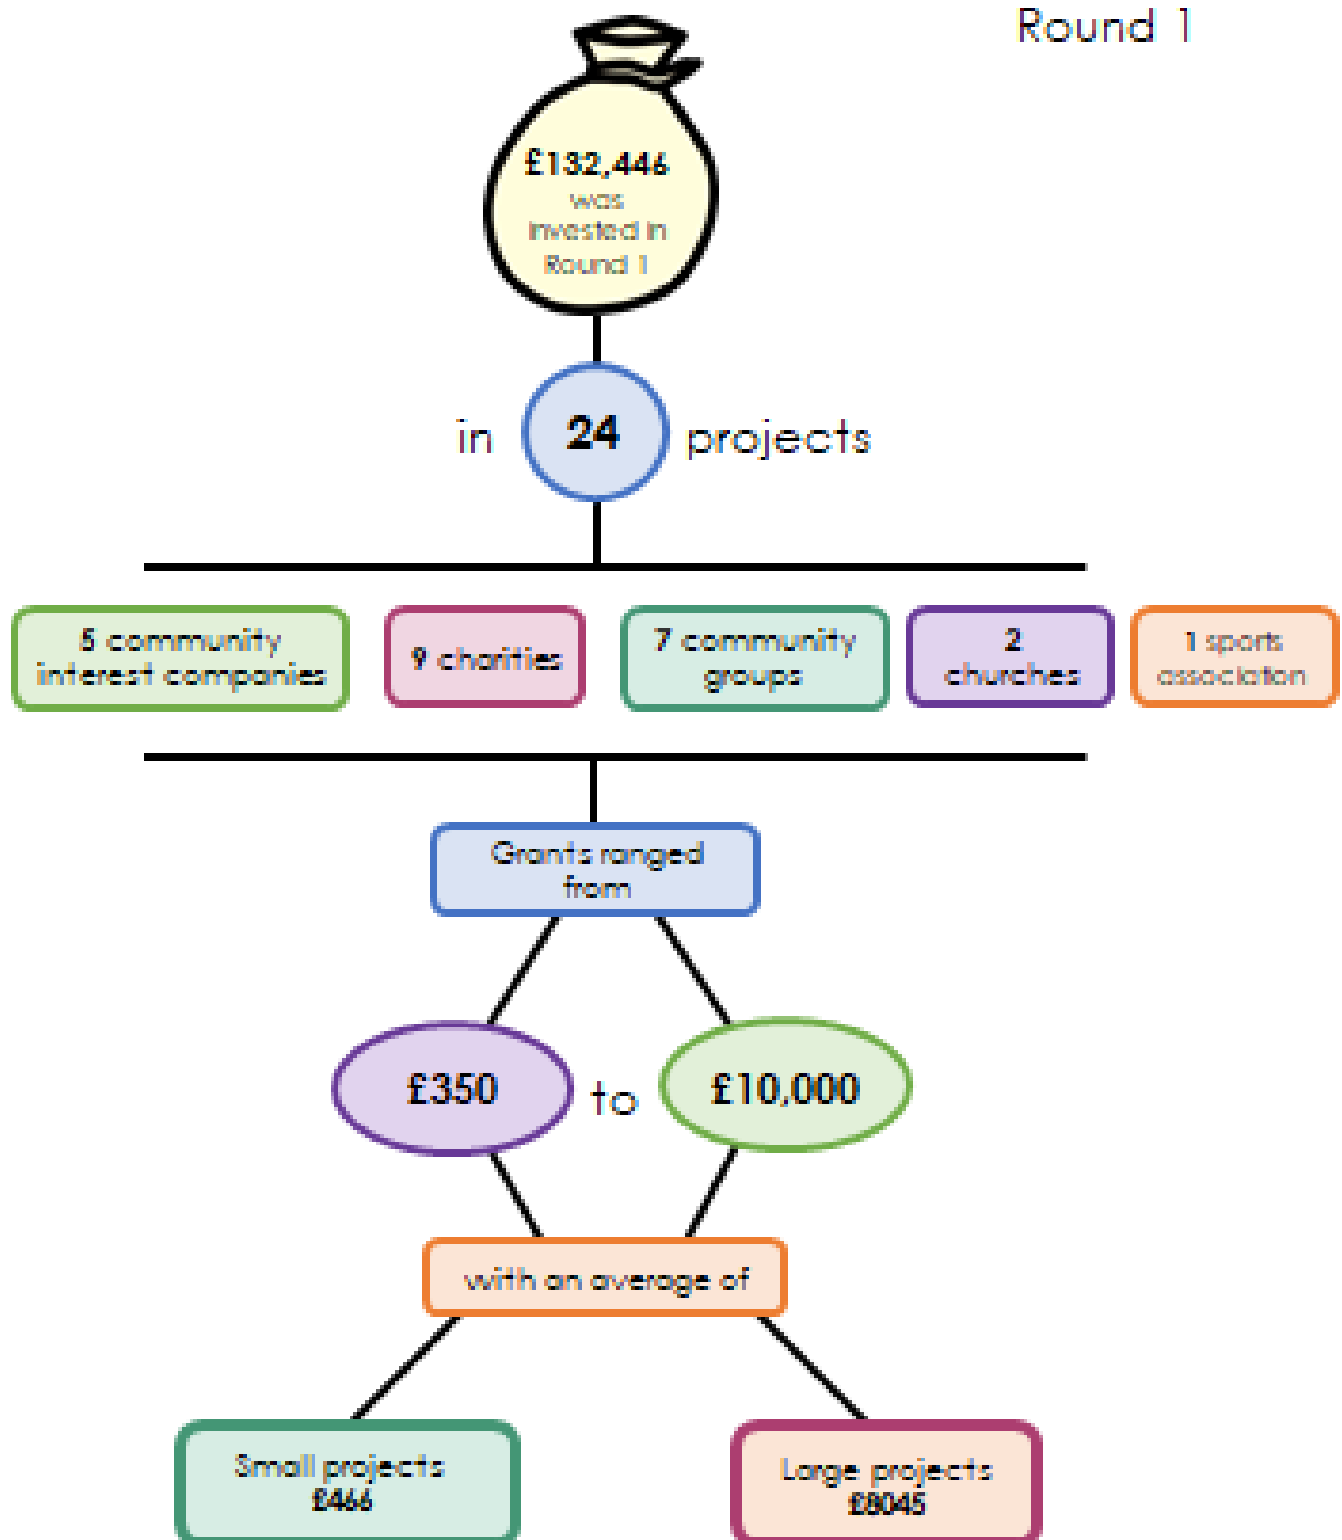 Round 1
£132,446
was
invested in
Round 1
in 24 projects
5 community
interest companies
9 charities
7 community
groups
2
churches
1 sports
association
Grants ranged
from
£350 to £10,000
with an average of
Small projects
£466
Large projects
£8045